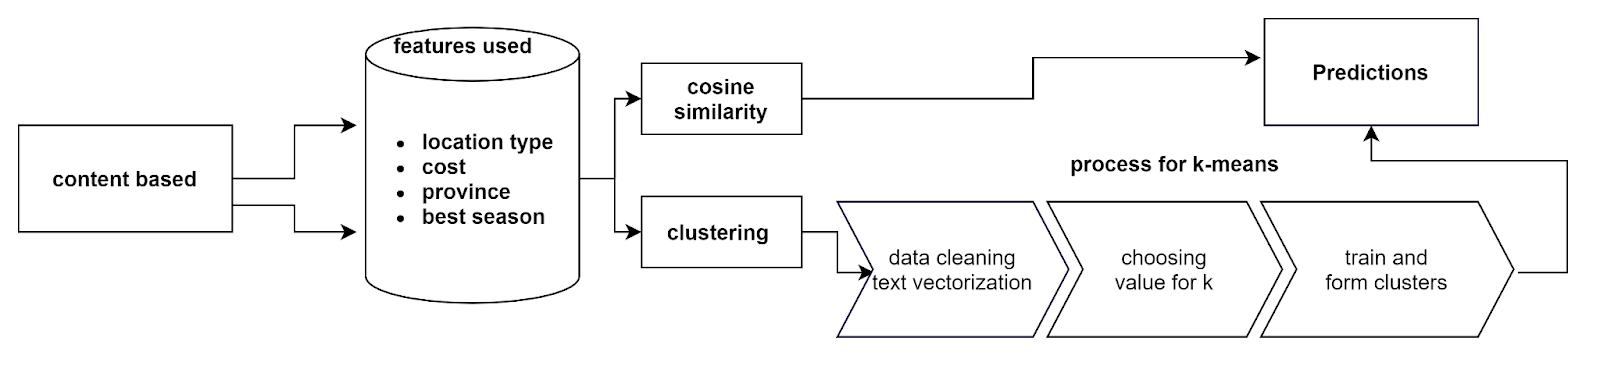 content based
features used
• location type
• cost
• province
• best season
cosine
similarity
clustering
Predictions
process for k-means
data cleaning
text vectorization
choosing
value for k
train and
form clusters